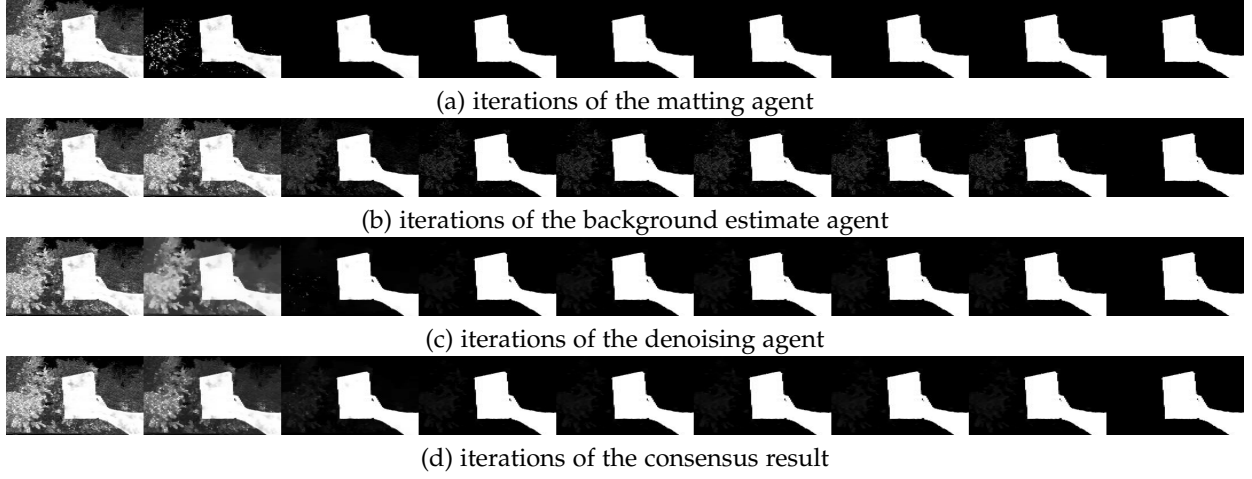 (a) iterations of the matting agent
(b) iterations of the background estimate agent
(c) iterations of the denoising agent
(d) iterations of the consensus result